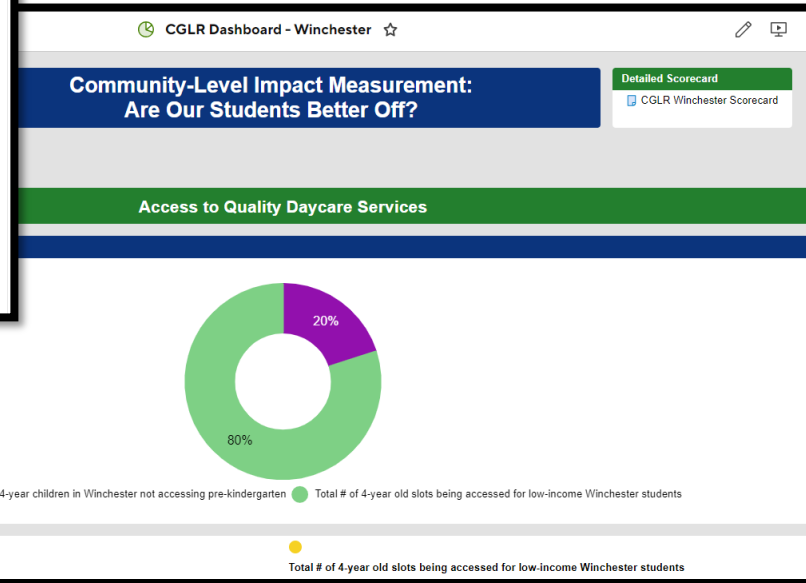 CGLR Dashboard - Winchester
Community-Level Impact Measurement:
Are Our Students Better Off?
Detailed Scorecard
CGLR Winchester Scorecard
Access to Quality Daycare Services
20%
80%
4-year children in Winchester not accessing pre-kindergarten
Total # of 4-year old slots being accessed for low-income Winchester students
Total # of 4-year old slots being accessed for low-income Winchester students